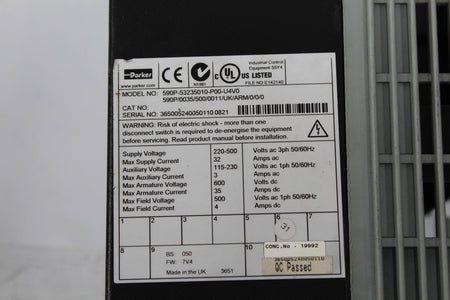 Parker
www.parker.com
CE
N1981
C UL US LISTED
Industrial Control
Equipment 5SY4
FILE NO E142140
MODEL NO: 590P-53235010-P00-U4V0
590P/0035/500/0011/UK/ARM/0/0/0
CAT NO:
SERIAL NO: 3650052400501100821
WARNING: Risk of electric shock - more than one
disconnect switch is required to de-energise the equipment
before servicing. Read product manual before installation.
Supply Voltage 220-500 Volts ac 3ph 50/60Hz
Max Supply Current 32 Amps ac
Auxiliary Voltage 115-230 Volts ac 1ph 50/60Hz
Max Auxiliary Current 3 Amps ac
Max Armature Voltage 600 Volts dc
Max Armature Current 35 Amps dc
Max Field Voltage 500 Volts ac 1ph 50/60Hz
Max Field Current 4 Amps dc
1 2 3 4 5 6 7
31
8 9 10
BS: 050
FW: 7V4
Made in the UK 3651
CONC.No - 19992
365005240050110
QC Passed